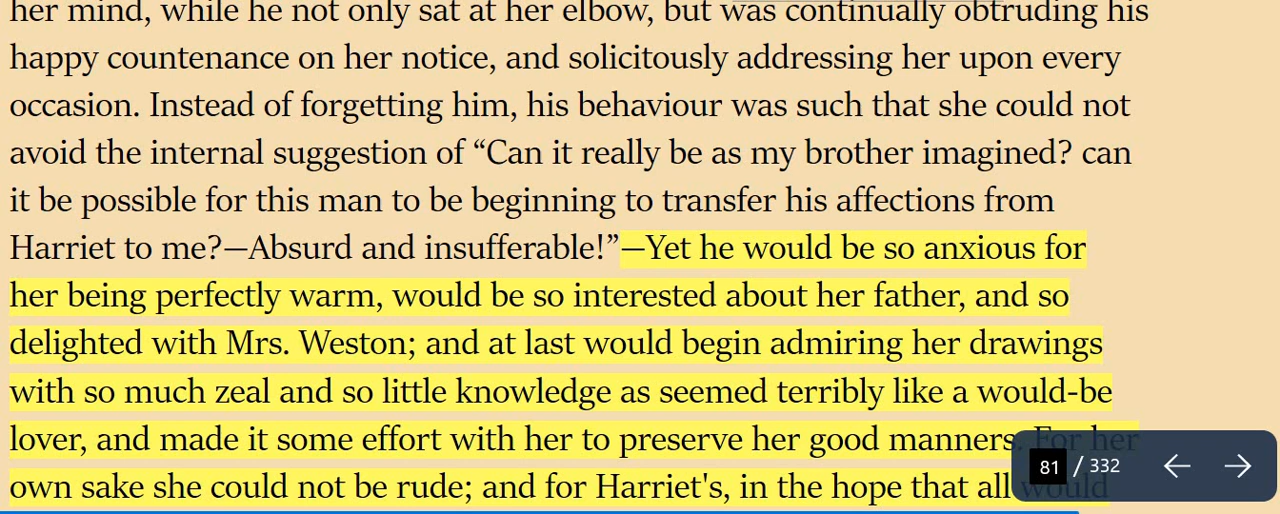 her mind, while he not only sat at her elbow, but was continually obtruding his
happy countenance on her notice, and solicitously addressing her upon every
occasion. Instead of forgetting him, his behaviour was such that she could not
avoid the internal suggestion of “Can it really be as my brother imagined? can
it be possible for this man to be beginning to transfer his affections from
Harriet to me?—Absurd and insufferable!”—Yet he would be so anxious for
her being perfectly warm, would be so interested about her father, and so
delighted with Mrs. Weston; and at last would begin admiring her drawings
with so much zeal and so little knowledge as seemed terribly like a would-be
lover, and made it some effort with her to preserve her good manners. For her
own sake she could not be rude; and for Harriet's, in the hope that all would
81 / 332